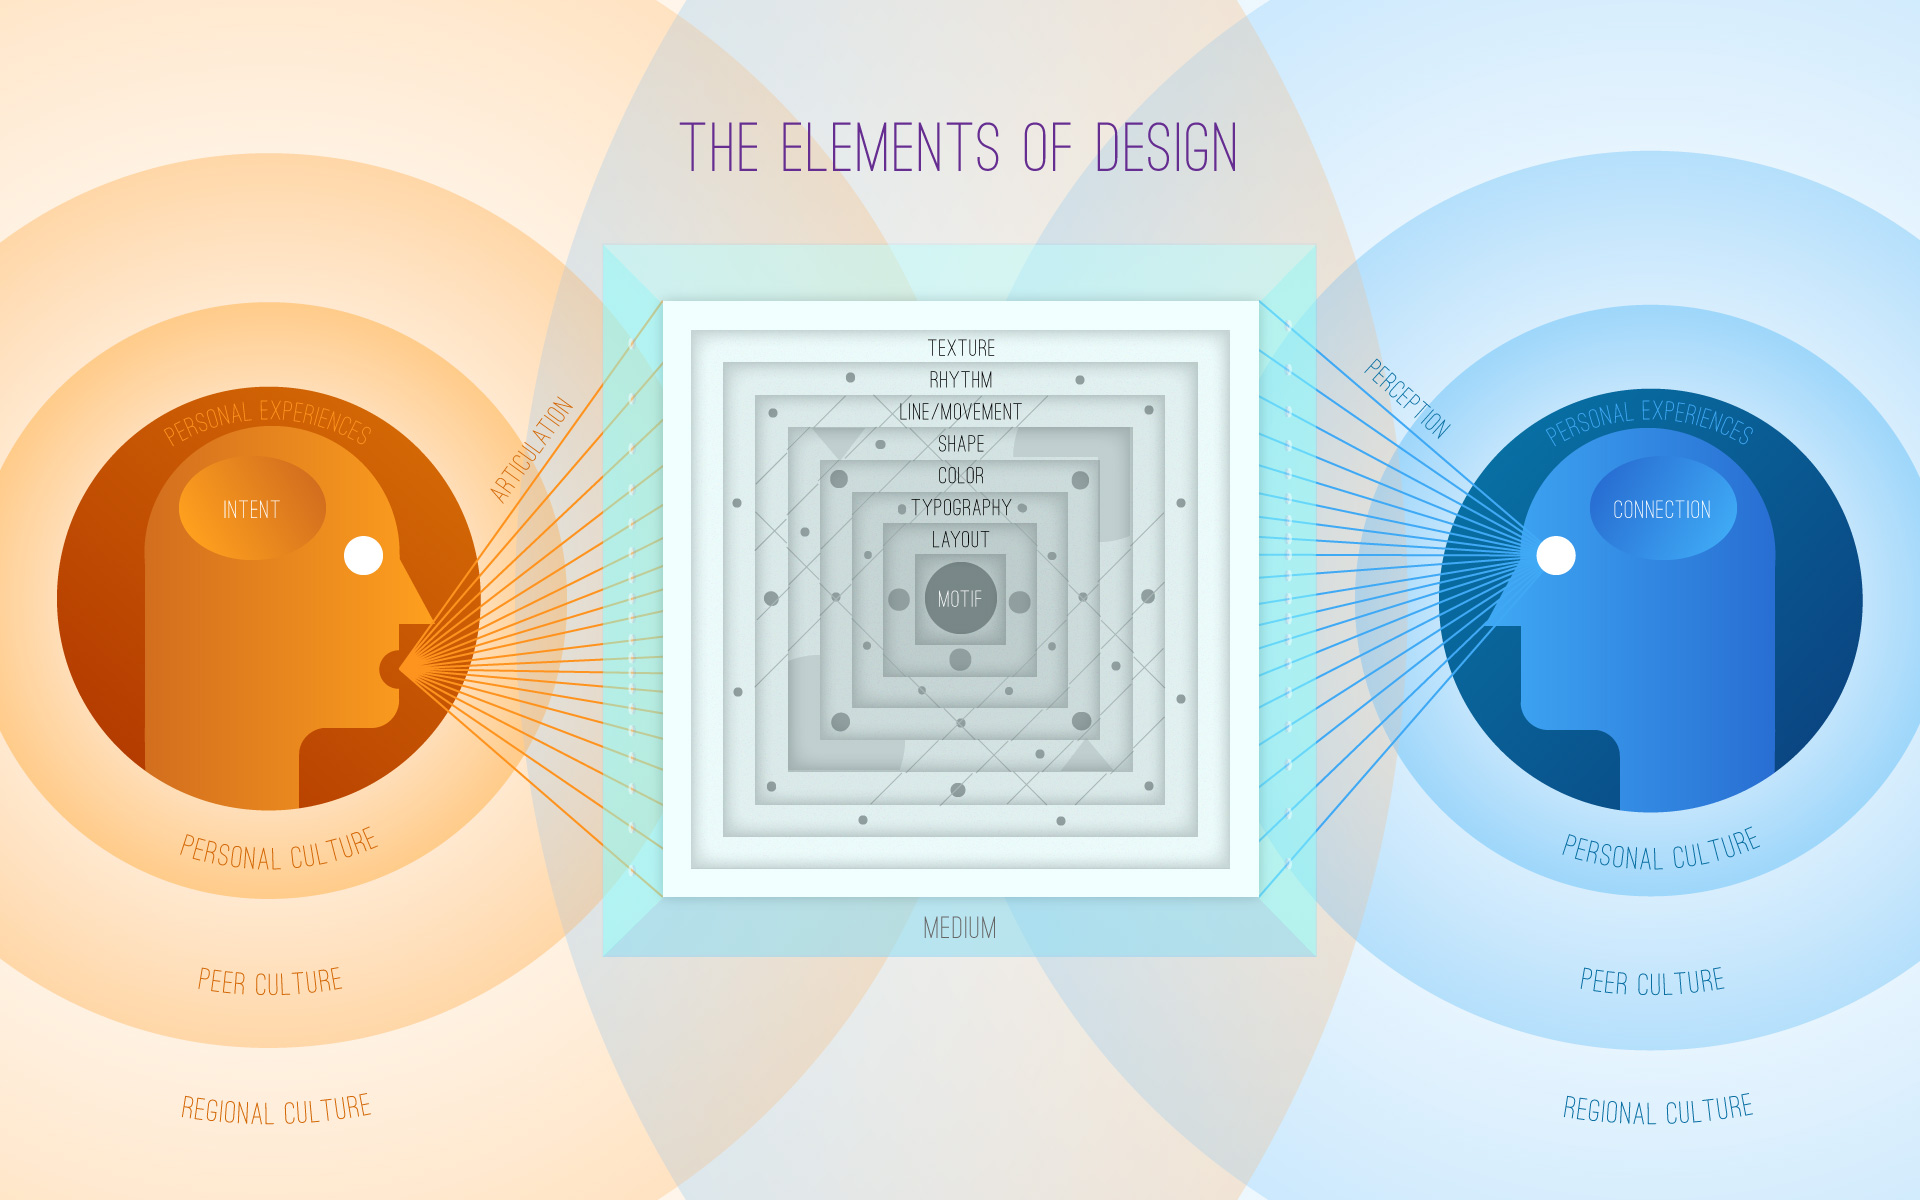 THE ELEMENTS OF DESIGN
PERSONAL EXPERIENCES
INTENT
ARTICULATION
PERSONAL CULTURE
PEER CULTURE
REGIONAL CULTURE
TEXTURE
RHYTHM
LINE/MOVEMENT
SHAPE
COLOR
TYPOGRAPHY
LAYOUT
MOTIF
MEDIUM
PERCEPTION
PERSONAL EXPERIENCES
CONNECTION
PERSONAL CULTURE
PEER CULTURE
REGIONAL CULTURE